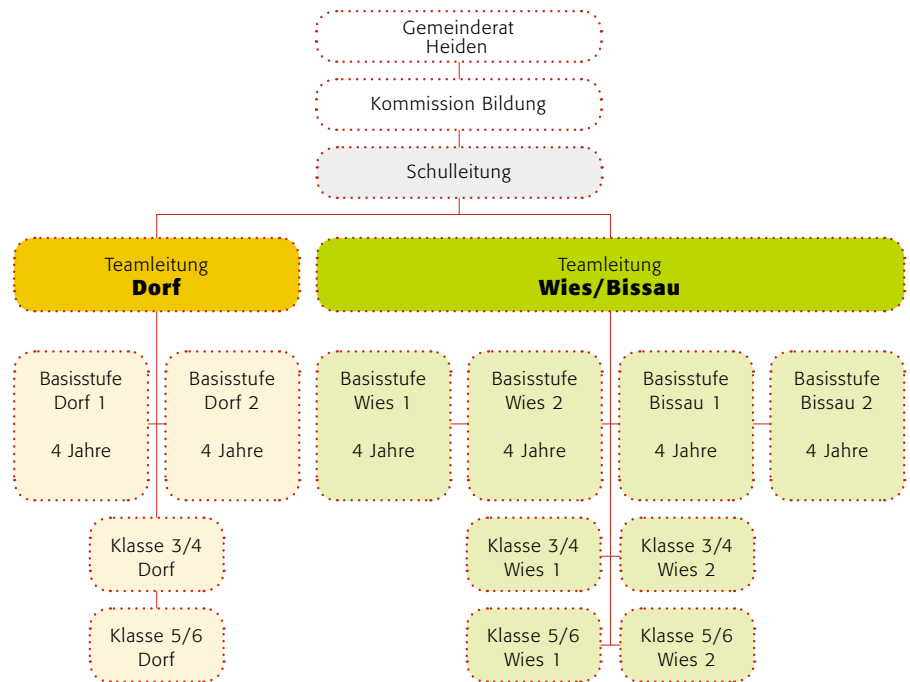 Gemeinderat
Heiden
Kommission Bildung
Schulleitung
Teamleitung
Dorf
Teamleitung
Wies/Bissau
Basisstufe
Dorf 1
4 Jahre
Basisstufe
Dorf 2
4 Jahre
Basisstufe
Wies 1
4 Jahre
Basisstufe
Wies 2
4 Jahre
Basisstufe
Bissau 1
4 Jahre
Basisstufe
Bissau 2
4 Jahre
Klasse 3/4
Dorf
Klasse 3/4
Wies 1
Klasse 3/4
Wies 2
Klasse 5/6
Dorf
Klasse 5/6
Wies 1
Klasse 5/6
Wies 2